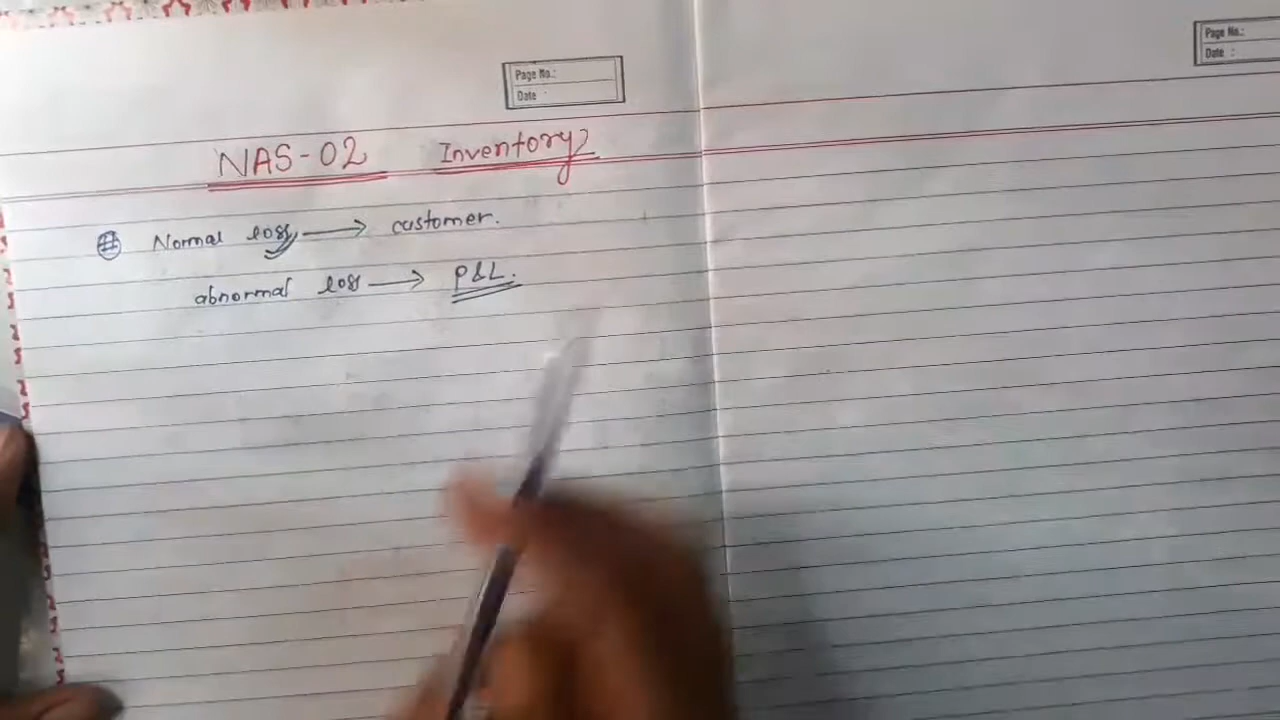 Page No.:
Date :
Page No.:
Date
NAS-02 Inventory
# Normal loss → customer.
abnormal loss → P&L.